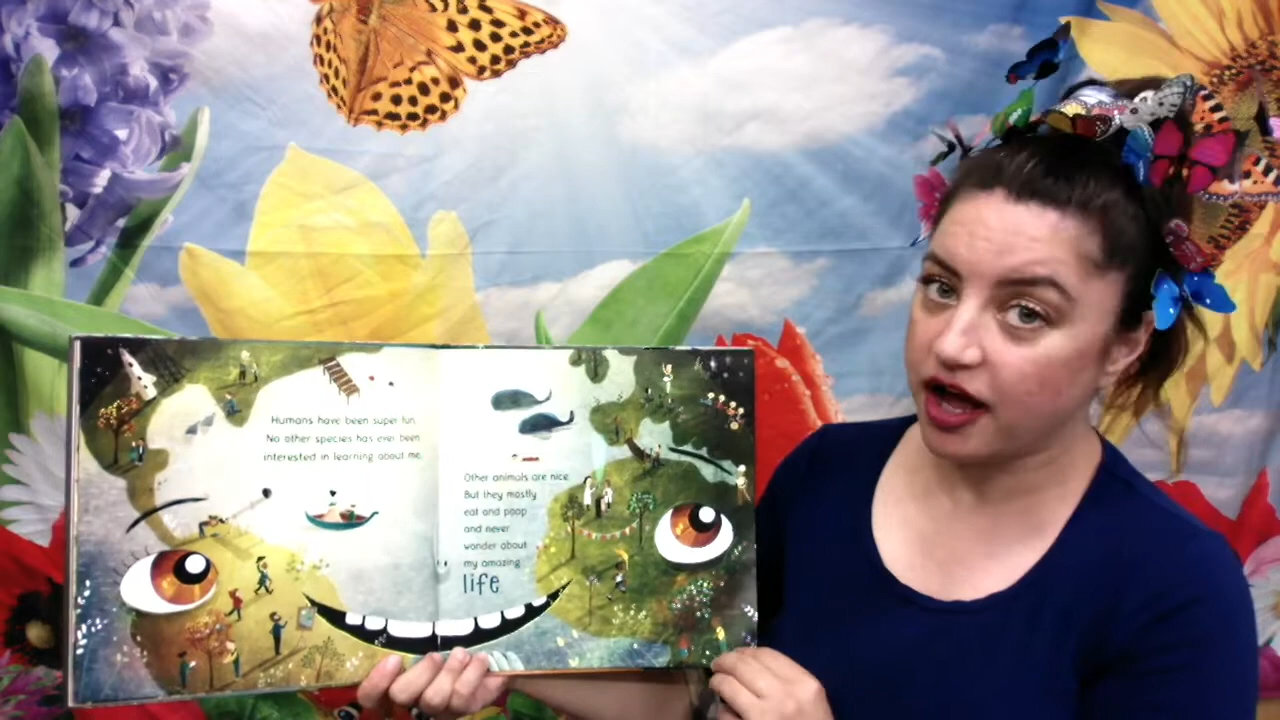 Humans have been super fun.
No other species has ever been
interested in learning about me.
Other animals are nice.
But they mostly
eat and poop
and never
wonder about
my amazing
life.